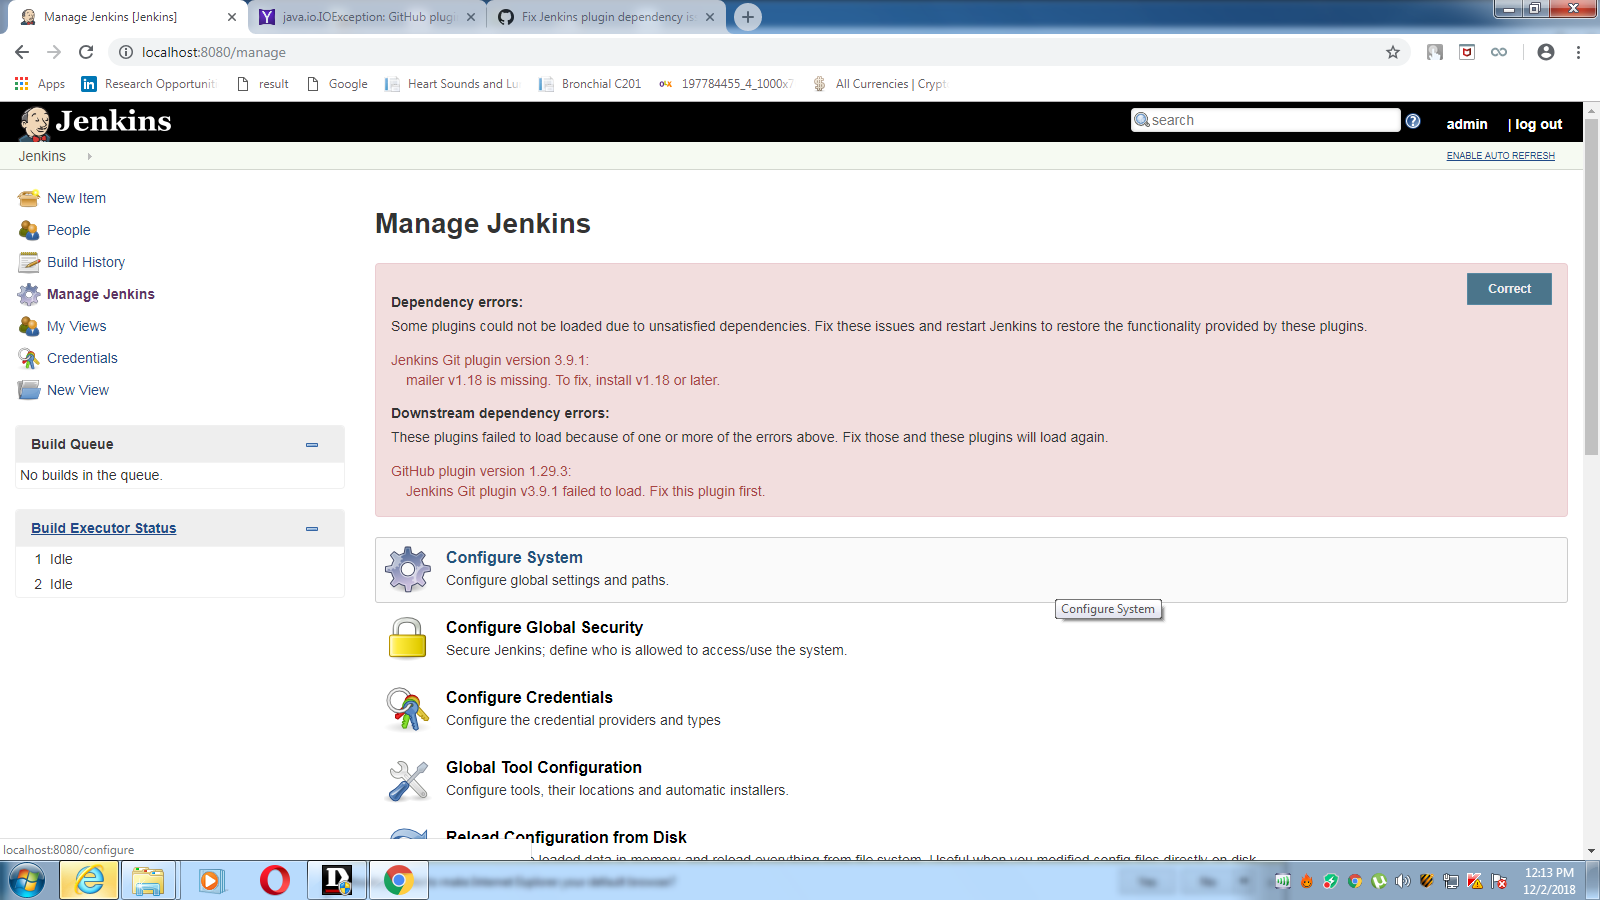 Manage Jenkins [Jenkins]
java.io.IOException: GitHub plugi
Fix Jenkins plugin dependency is
localhost:8080/manage
Apps
Research Opportuniti
result
Google
Heart Sounds and Lu
Bronchial C201
197784455_4_1000x7
All Currencies | Crypt
Jenkins
search
admin
| log out
Jenkins
ENABLE AUTO REFRESH
New Item
People
Build History
Manage Jenkins
My Views
Credentials
New View
Build Queue
No builds in the queue.
Build Executor Status
1 Idle
2 Idle
Manage Jenkins
Correct
Dependency errors:
Some plugins could not be loaded due to unsatisfied dependencies. Fix these issues and restart Jenkins to restore the functionality provided by these plugins.
Jenkins Git plugin version 3.9.1:
mailer v1.18 is missing. To fix, install v1.18 or later.
Downstream dependency errors:
These plugins failed to load because of one or more of the errors above. Fix those and these plugins will load again.
GitHub plugin version 1.29.3:
Jenkins Git plugin v3.9.1 failed to load. Fix this plugin first.
Configure System
Configure global settings and paths.
Configure System
Configure Global Security
Secure Jenkins; define who is allowed to access/use the system.
Configure Credentials
Configure the credential providers and types
Global Tool Configuration
Configure tools, their locations and automatic installers.
Reload Configuration from Disk
loaded data in memory and reload everything from file system. Useful when you modified config files directly on disk.
localhost:8080/configure
to make Internet Explorer your default browser?
Yes
No
12:13 PM
12/2/2018